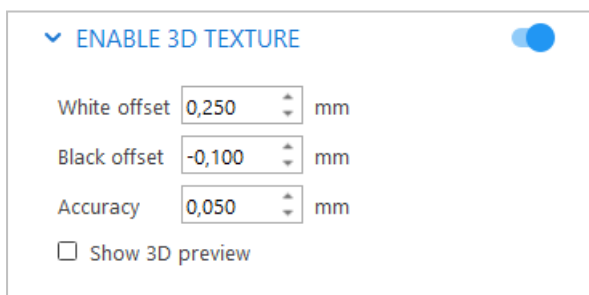 ENABLE 3D TEXTURE
White offset 0,250 mm
Black offset -0,100 mm
Accuracy 0,050 mm
Show 3D preview